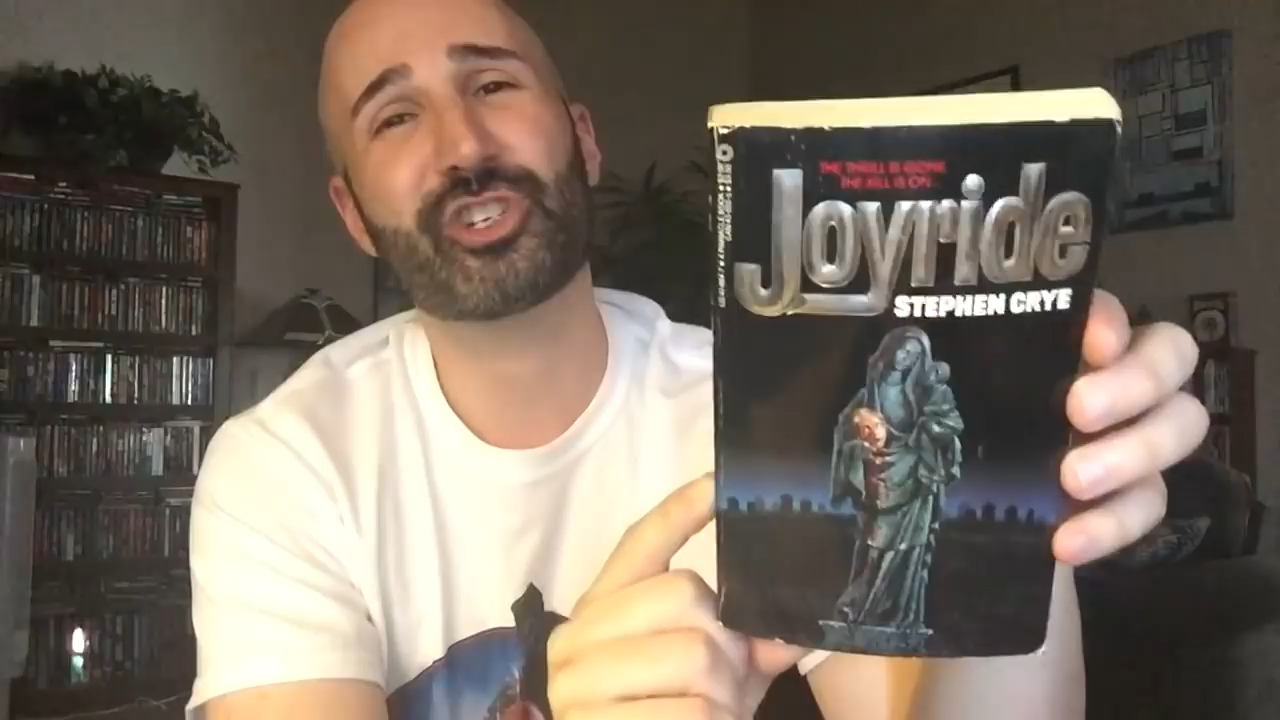 THE THRILL IS GONE
THE KILL IS ON...
Joyride
STEPHEN CRYE